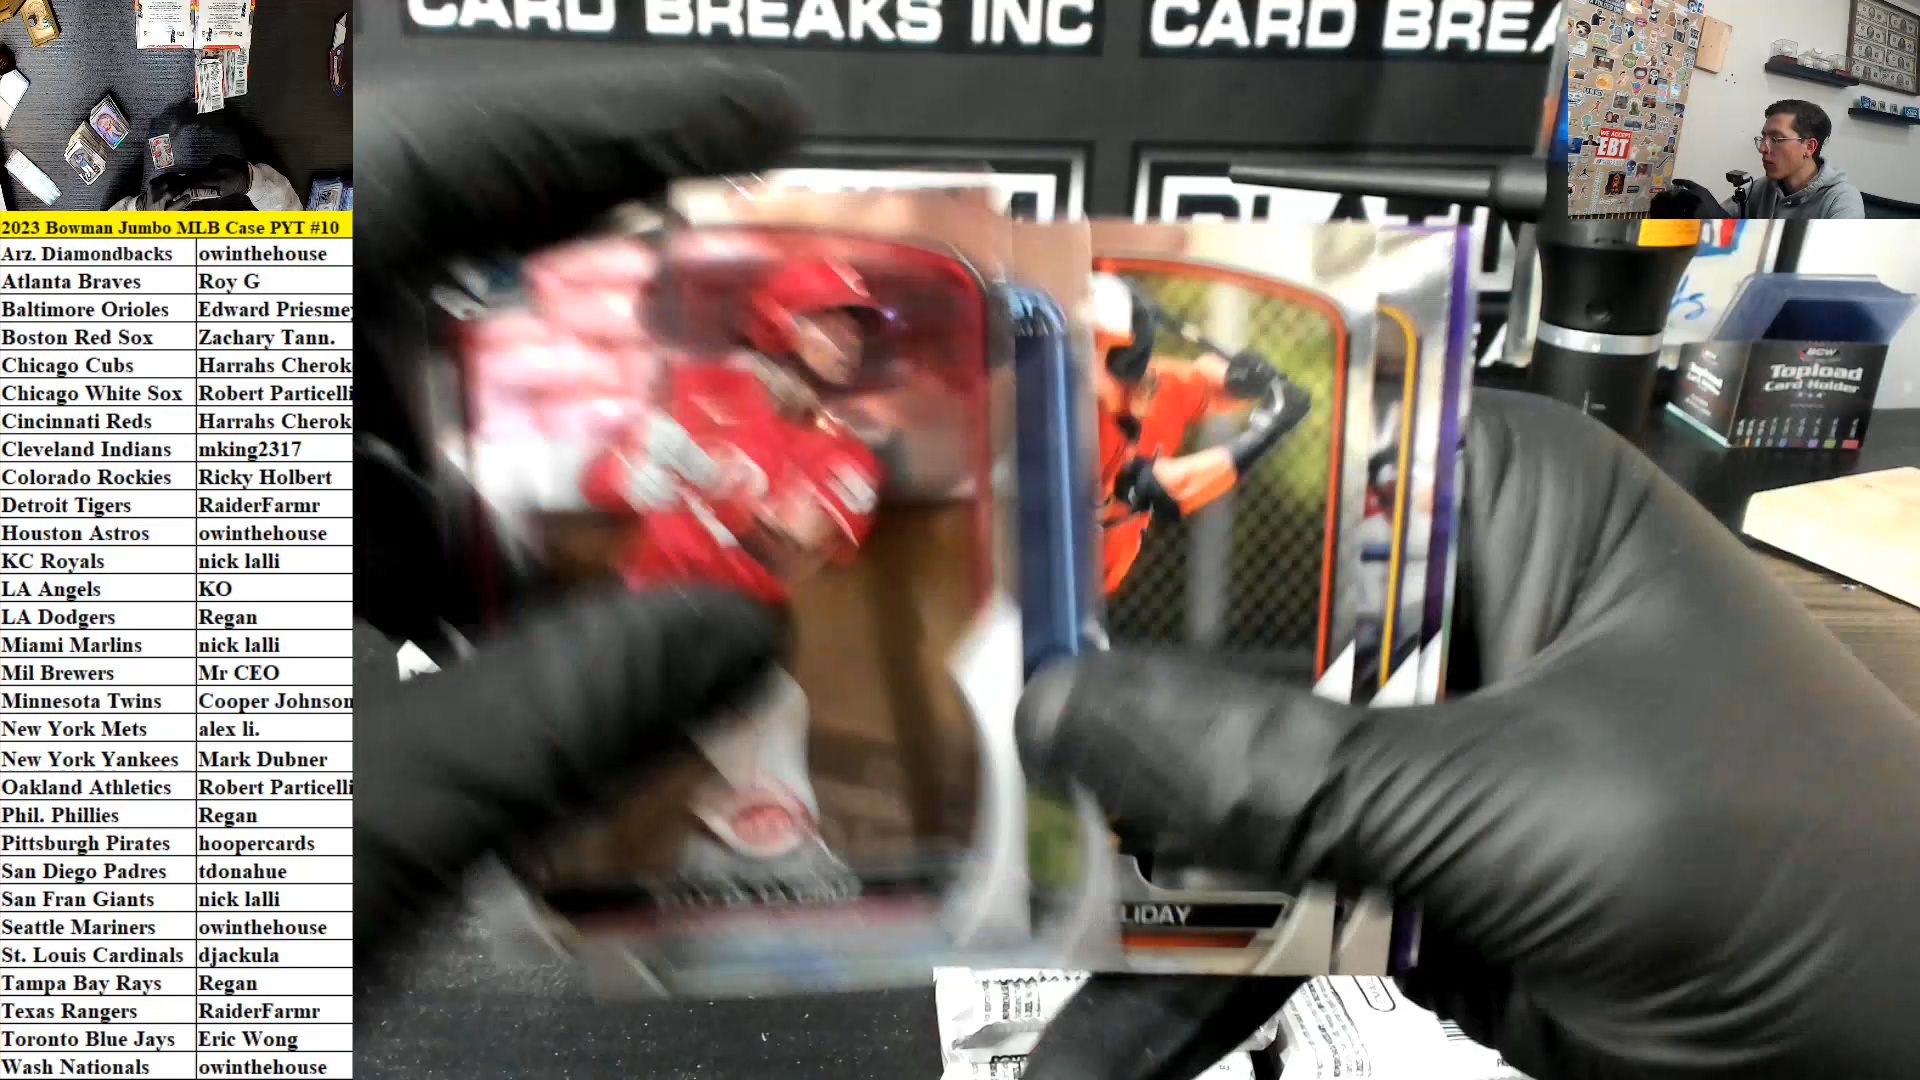 CARD BREAKS INC CARD BREA
WE ACCEPT
EBT
2023 Bowman Jumbo MLB Case PYT #10
Arz. Diamondbacks owinthehouse
Atlanta Braves Roy G
Baltimore Orioles Edward Priesmey
Boston Red Sox Zachary Tann.
Chicago Cubs Harrahs Cherok
Chicago White Sox Robert Particelli
Cincinnati Reds Harrahs Cherok
Cleveland Indians mking2317
Colorado Rockies Ricky Holbert
Detroit Tigers RaiderFarmr
Houston Astros owinthehouse
KC Royals nick lalli
LA Angels KO
LA Dodgers Regan
Miami Marlins nick lalli
Mil Brewers Mr CEO
Minnesota Twins Cooper Johnson
New York Mets alex li.
New York Yankees Mark Dubner
Oakland Athletics Robert Particelli
Phil. Phillies Regan
Pittsburgh Pirates hoopercards
San Diego Padres tdonahue
San Fran Giants nick lalli
Seattle Mariners owinthehouse
St. Louis Cardinals djackula
Tampa Bay Rays Regan
Texas Rangers RaiderFarmr
Toronto Blue Jays Eric Wong
Wash Nationals owinthehouse
BCW
Topload
Card Holder
LIDAY